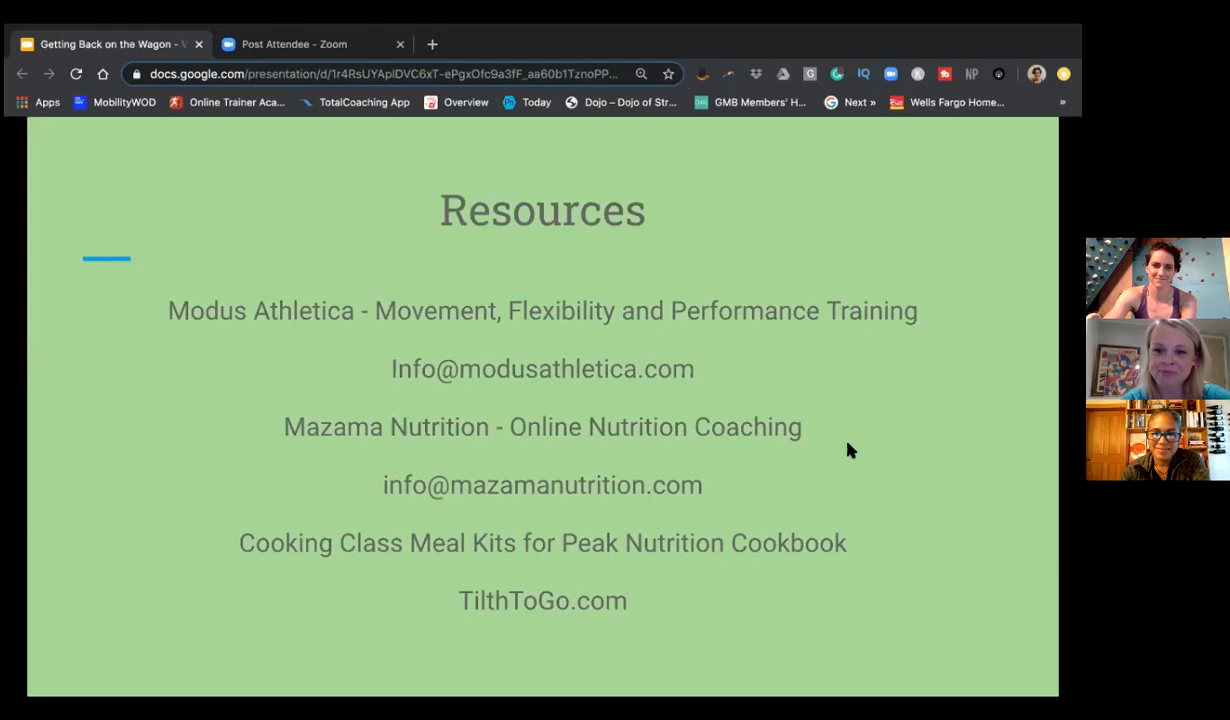 Getting Back on the Wagon - 
Post Attendee - Zoom
docs.google.com/presentation/d/1r4RsUYAplDVC6xT-ePgxOfc9a3fF_aa60b1TznoPP...
Apps
MobilityWOD
Online Trainer Aca...
TotalCoaching App
Overview
Today
Dojo – Dojo of Str...
GMB Members' H...
Next »
Wells Fargo Home...
»
Resources
Modus Athletica - Movement, Flexibility and Performance Training
Info@modusathletica.com
Mazama Nutrition - Online Nutrition Coaching
info@mazamanutrition.com
Cooking Class Meal Kits for Peak Nutrition Cookbook
TilthToGo.com